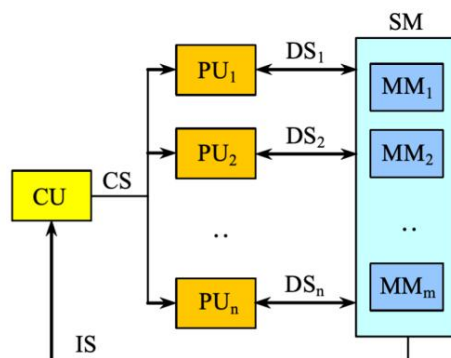 SM
PU₁
DS₁
MM₁
PU₂
DS₂
MM₂
CU
CS
..
..
PUₙ
DSₙ
MMₘ
IS